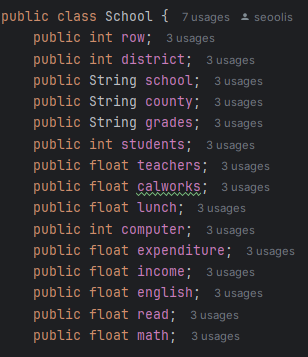 public class School {  7 usages  seoolis
public int row;  3 usages
public int district;  3 usages
public String school;  3 usages
public String county;  3 usages
public String grades;  3 usages
public int students;  3 usages
public float teachers;  3 usages
public float calworks;  3 usages
public float lunch;  3 usages
public int computer;  3 usages
public float expenditure;  3 usages
public float income;  3 usages
public float english;  3 usages
public float read;  3 usages
public float math;  3 usages